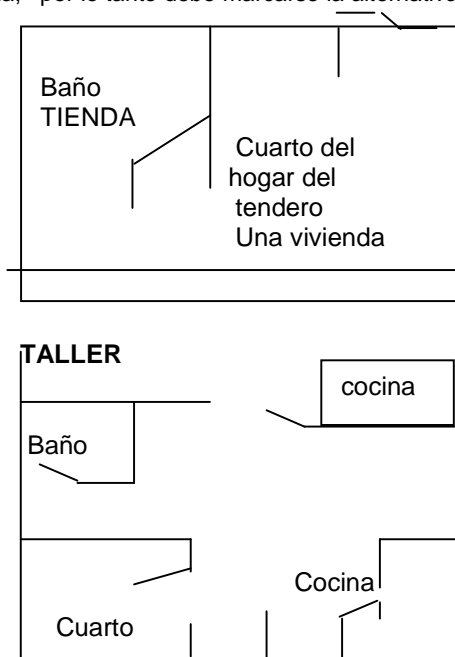 por lo tanto debe marcarse la alternativa
Baño
TIENDA
Cuarto del
hogar del
tendero
Una vivienda
TALLER
cocina
Baño
Cocina
Cuarto